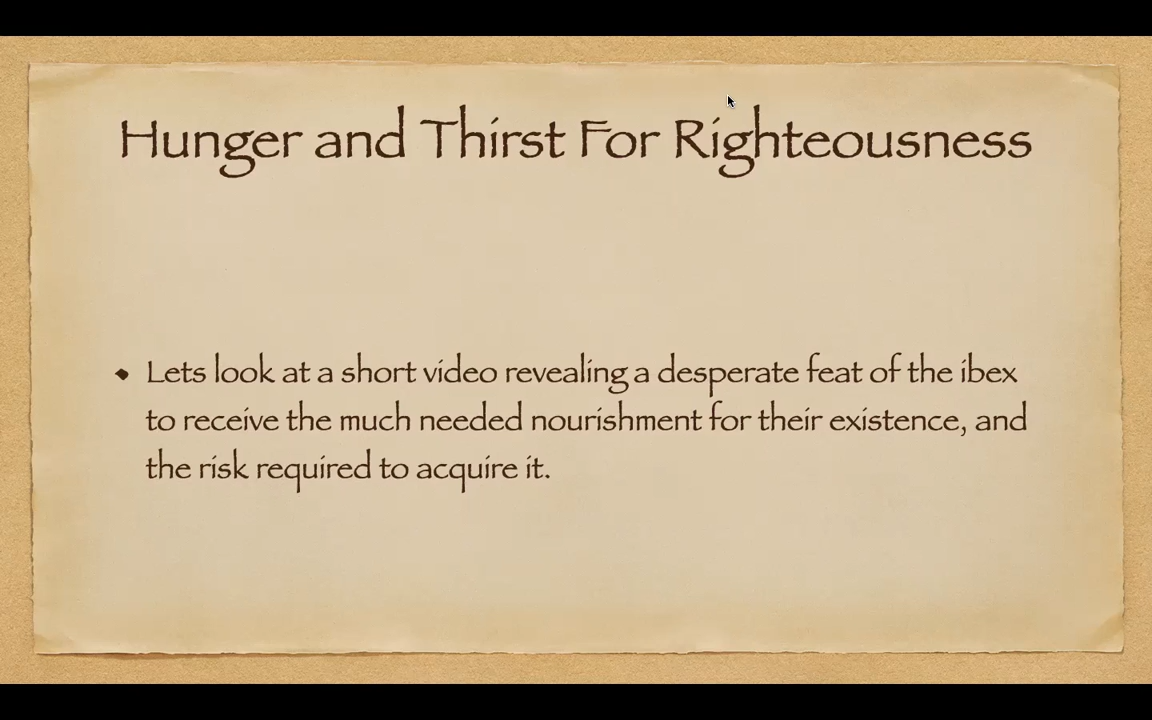 Hunger and Thirst For Righteousness
• Lets look at a short video revealing a desperate feat of the ibex
to receive the much needed nourishment for their existence, and
the risk required to acquire it.